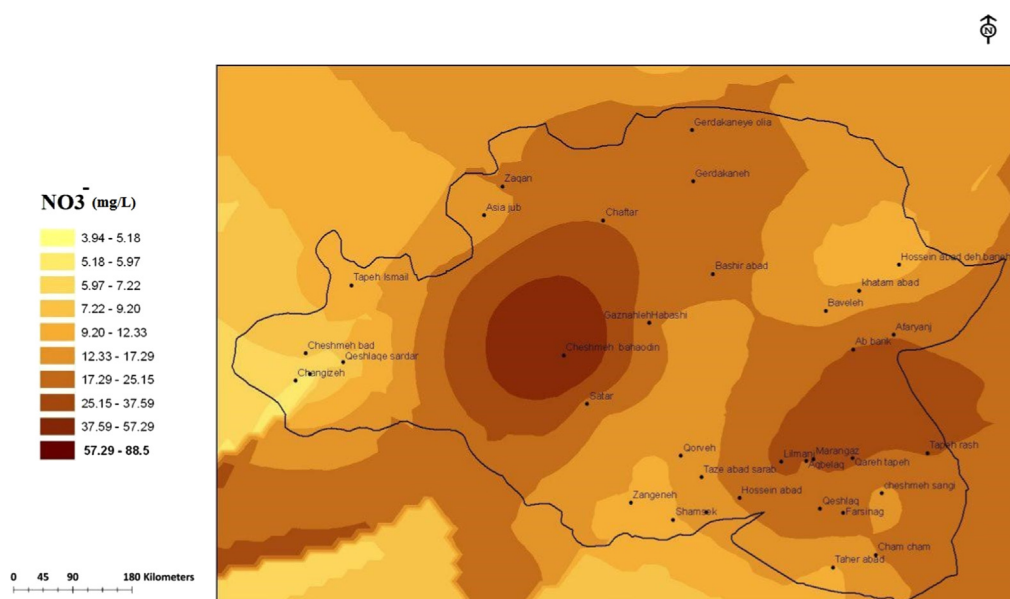 N
NO3- (mg/L)
3.94 - 5.18
5.18 - 5.97
5.97 - 7.22
7.22 - 9.20
9.20 - 12.33
12.33 - 17.29
17.29 - 25.15
25.15 - 37.59
37.59 - 57.29
57.29 - 88.5
0 45 90 180 Kilometers
Gerdakaneye olia
Zaqan
Gerdakaneh
Asia jub
Chaftar
Hossein abad deh baneh
Bashir abad
Tapeh Ismail
khatam abad
Baveleh
GaznahlehHabashi
Afaryanj
Ab barik
Cheshmeh bad
Cheshmeh bahaodin
Qeshlaqe sardar
Changizeh
Satar
Qorveh
Lilmanj
Marangaz
Aqbelaq
Qareh tapeh
Tapeh rash
Taze abad sarab
cheshmeh sangi
Zangeneh
Hossein abad
Qeshlaq
Shamsek
Farsinag
Cham cham
Taher abad